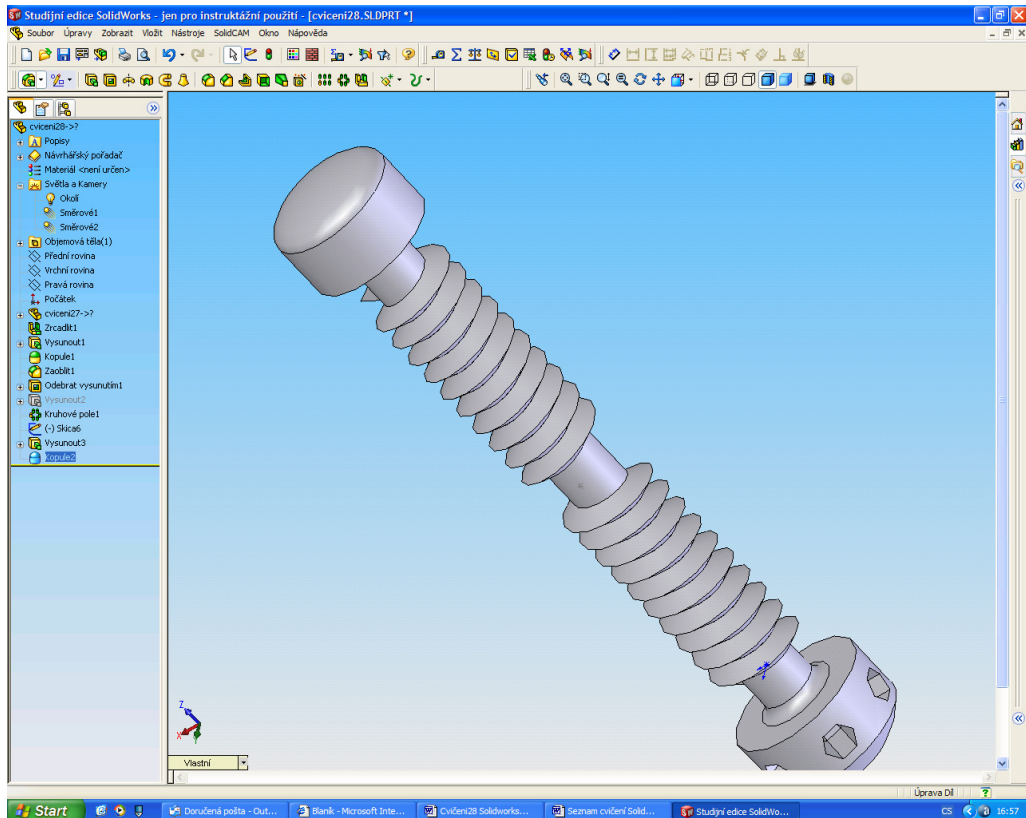 Studijní edice SolidWorks - jen pro instruktážní použití - [cviceni28.SLDPRT *]
Soubor Úpravy Zobrazit Vložit Nástroje SolidCAM Okno Nápověda
cviceni28->?
Popisy
Návrhářský pořadač
Materiál <není určen>
Světla a Kamery
Okolí
Směrové1
Směrové2
Objemová těla(1)
Přední rovina
Vrchní rovina
Pravá rovina
Počátek
cviceni27->?
Zrcadlit1
Vysunout1
Kopule1
Zaoblit1
Odebrat vysunutím1
Vysunout2
Kruhové pole1
(-) Skica6
Vysunout3
Kopule2
Z
X
Y
Vlastní
Úprava Díl
Start
Doručená pošta - Out...
Blaník - Microsoft Inte...
Cvičení28 Solidworks...
Seznam cvičení Solid...
Studijní edice SolidWo...
CS
16:57